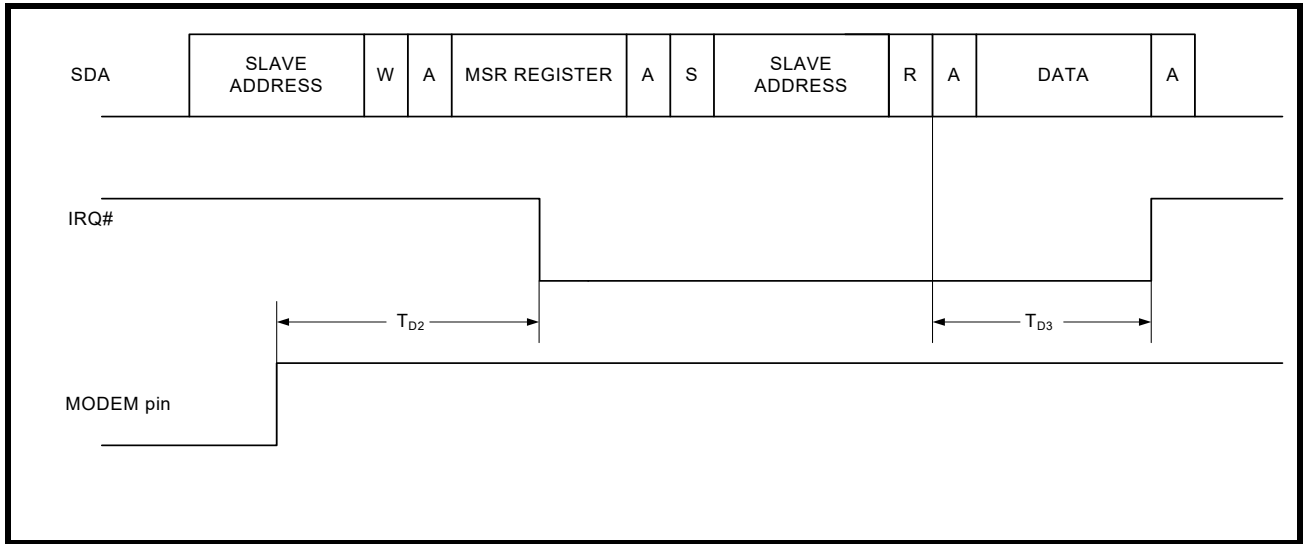 SDA
SLAVE
ADDRESS
W
A
MSR REGISTER
A
S
SLAVE
ADDRESS
R
A
DATA
A
IRQ#
TD2
TD3
MODEM pin